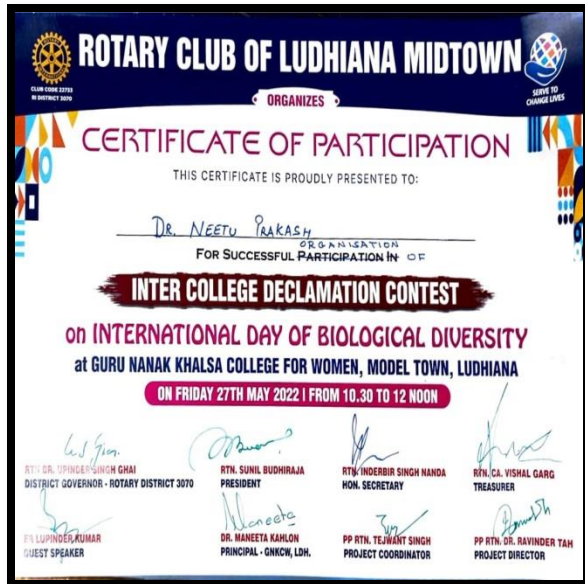 ROTARY CLUB OF LUDHIANA MIDTOWN
CLUB CODE 22733
RI DISTRICT 3070
SERVE TO
CHANGE LIVES
ORGANIZES
CERTIFICATE OF PARTICIPATION
THIS CERTIFICATE IS PROUDLY PRESENTED TO:
DR. NEETU PRAKASH
ORGANISATION
FOR SUCCESSFUL PARTICIPATION IN OF
INTER COLLEGE DECLAMATION CONTEST
on INTERNATIONAL DAY OF BIOLOGICAL DIVERSITY
at GURU NANAK KHALSA COLLEGE FOR WOMEN, MODEL TOWN, LUDHIANA
ON FRIDAY 27TH MAY 2022 | FROM 10.30 TO 12 NOON
RTN DR. UPINDER SINGH GHAI
DISTRICT GOVERNOR - ROTARY DISTRICT 3070
RTN. SUNIL BUDHIRAJA
PRESIDENT
RTN. INDERBIR SINGH NANDA
HON. SECRETARY
RTN. CA. VISHAL GARG
TREASURER
LUPINDER KUMAR
GUEST SPEAKER
Maneeta
DR. MANEETA KAHLON
PRINCIPAL - GNKCW, LDH.
PP RTN. TEJWANT SINGH
PROJECT COORDINATOR
PP RTN. DR. RAVINDER TAH
PROJECT DIRECTOR